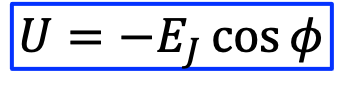 U = −E_J cos ϕ